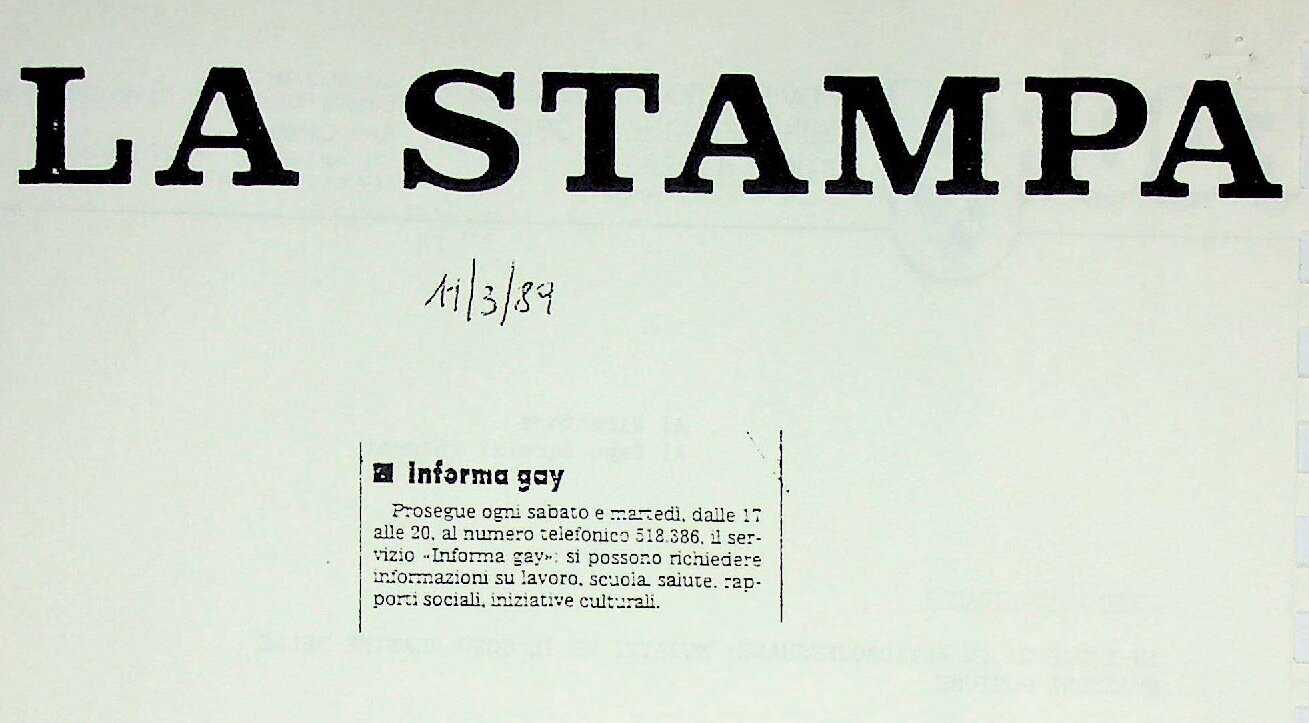 LA STAMPA
11/3/89
Informa gay
Prosegue ogni sabato e martedì, dalle 17
alle 20, al numero telefonico 518.386, il ser-
vizio «Informa gay»: si possono richiedere
informazioni su lavoro, scuola, salute, rap-
porti sociali, iniziative culturali.